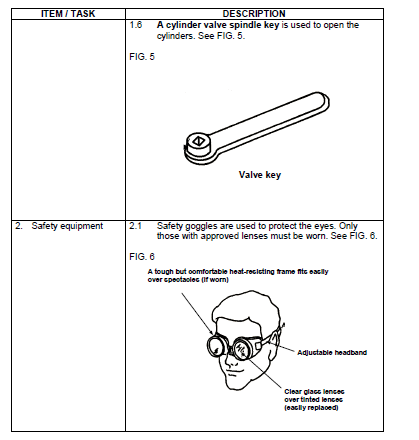 ITEM / TASK
DESCRIPTION
1.6 A cylinder valve spindle key is used to open the
cylinders. See FIG. 5.
FIG. 5
Valve key
2. Safety equipment
2.1 Safety goggles are used to protect the eyes. Only
those with approved lenses must be worn. See FIG. 6.
FIG. 6
A tough but comfortable heat-resisting frame fits easily
over spectacles (if worn)
Adjustable headband
Clear glass lenses
over tinted lenses
(easily replaced)